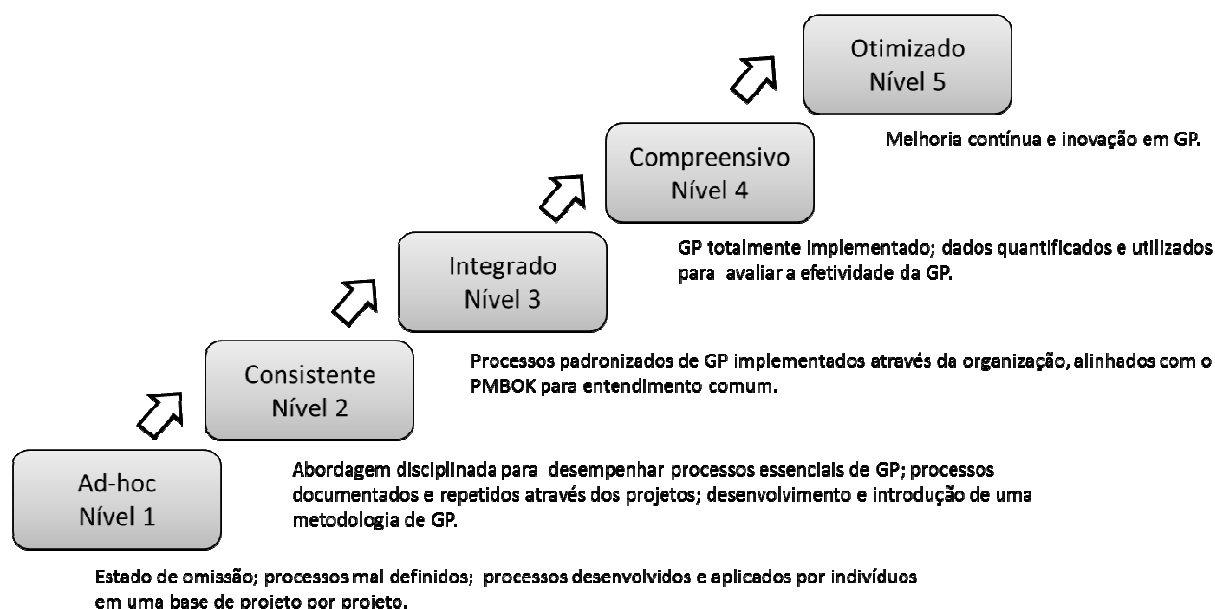 Otimizado
Nível 5
Melhoria contínua e inovação em GP.
Compreensivo
Nível 4
GP totalmente implementado; dados quantificados e utilizados
para avaliar a efetividade da GP.
Integrado
Nível 3
Processos padronizados de GP implementados através da organização, alinhados com o
PMBOK para entendimento comum.
Consistente
Nível 2
Abordagem disciplinada para desempenhar processos essenciais de GP; processos
documentados e repetidos através dos projetos; desenvolvimento e introdução de uma
metodologia de GP.
Ad-hoc
Nível 1
Estado de omissão; processos mal definidos; processos desenvolvidos e aplicados por indivíduos
em uma base de projeto por projeto.